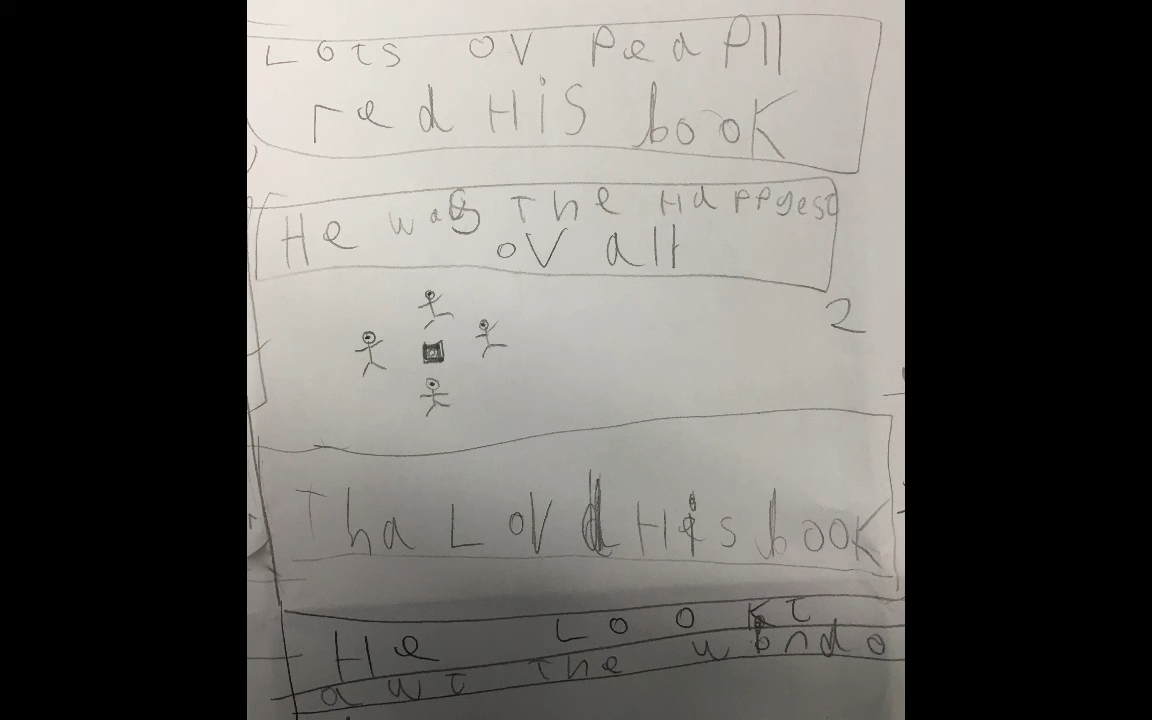 Lots ov PeaPll
red HiS book
He was The HappyesT
ov all
2
Tha Lovd His book
He LookT
awT The windo